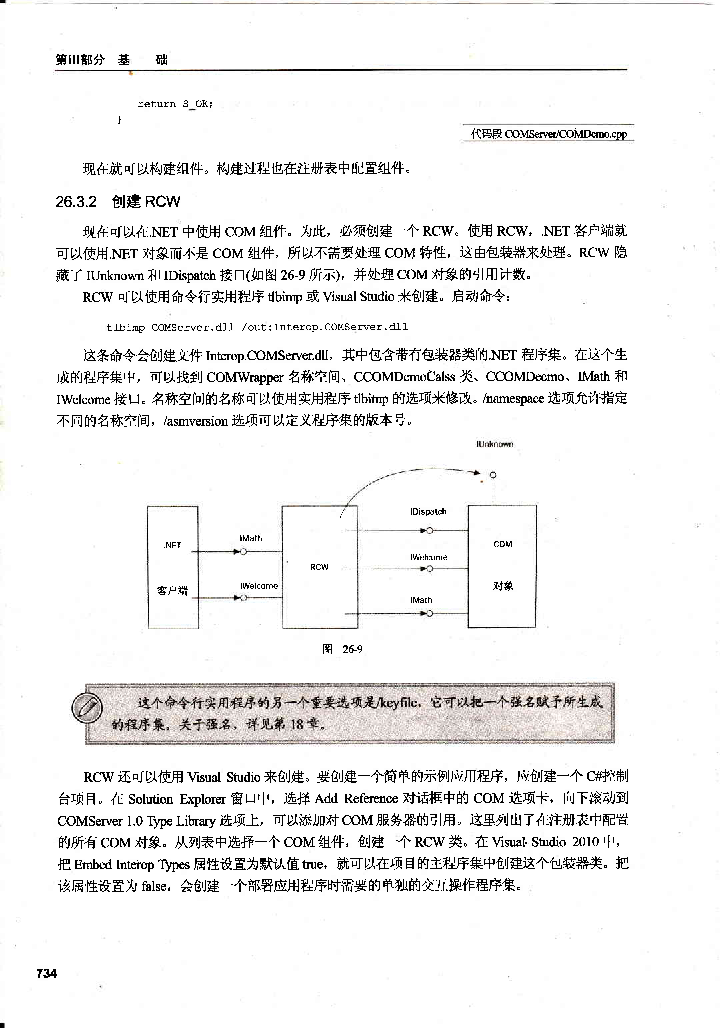 第III部分 基 础
return S_OK;
}
代码段 COMServer/COMDemo.cpp
现在就可以构建组件。构建过程也在注册表中配置组件。
26.3.2 创建 RCW
现在可以在.NET 中使用 COM 组件。为此，必须创建一个 RCW。使用 RCW，.NET 客户端就
可以使用.NET 对象而不是 COM 组件，所以不需要处理 COM 特性，这由包装器来处理。RCW 隐
藏了 IUnknown 和 IDispatch 接口(如图 26-9 所示)，并处理 COM 对象的引用计数。
RCW 可以使用命令行实用程序 tlbimp 或 Visual Studio 来创建。启动命令：
tlbimp COMServer.dll /out:Interop.COMServer.dll
这条命令会创建文件 Interop.COMServer.dll，其中包含带有包装器类的.NET 程序集。在这个生
成的程序集中，可以找到 COMWrapper 名称空间、CCOMDemoCalss 类、CCOMDecmo、IMath 和
IWelcome 接口。名称空间的名称可以使用实用程序 tlbimp 的选项来修改。/namespace 选项允许指定
不同的名称空间，/asmversion 选项可以定义程序集的版本号。
IUnknown
IDispatch
.NET
IMath
COM
RCW
IWelcome
客户端
IWelcome
对象
IMath
图 26-9
这个命令行实用程序的另一个重要选项是/keyfile，它可以把一个强名赋予所生成
的程序集。关于强名，详见第 18 章。
RCW 还可以使用 Visual Studio 来创建。要创建一个简单的示例应用程序，应创建一个 C#控制
台项目。在 Solution Explorer 窗口中，选择 Add Reference 对话框中的 COM 选项卡，向下滚动到
COMServer 1.0 Type Library 选项上，可以添加对 COM 服务器的引用。这里列出了在注册表中配置
的所有 COM 对象。从列表中选择一个 COM 组件，创建一个 RCW 类。在 Visual Studio 2010 中，
把 Embed Interop Types 属性设置为默认值 true，就可以在项目的主程序集中创建这个包装器类。把
该属性设置为 false，会创建一个部署应用程序时需要的单独的交互操作程序集。
734